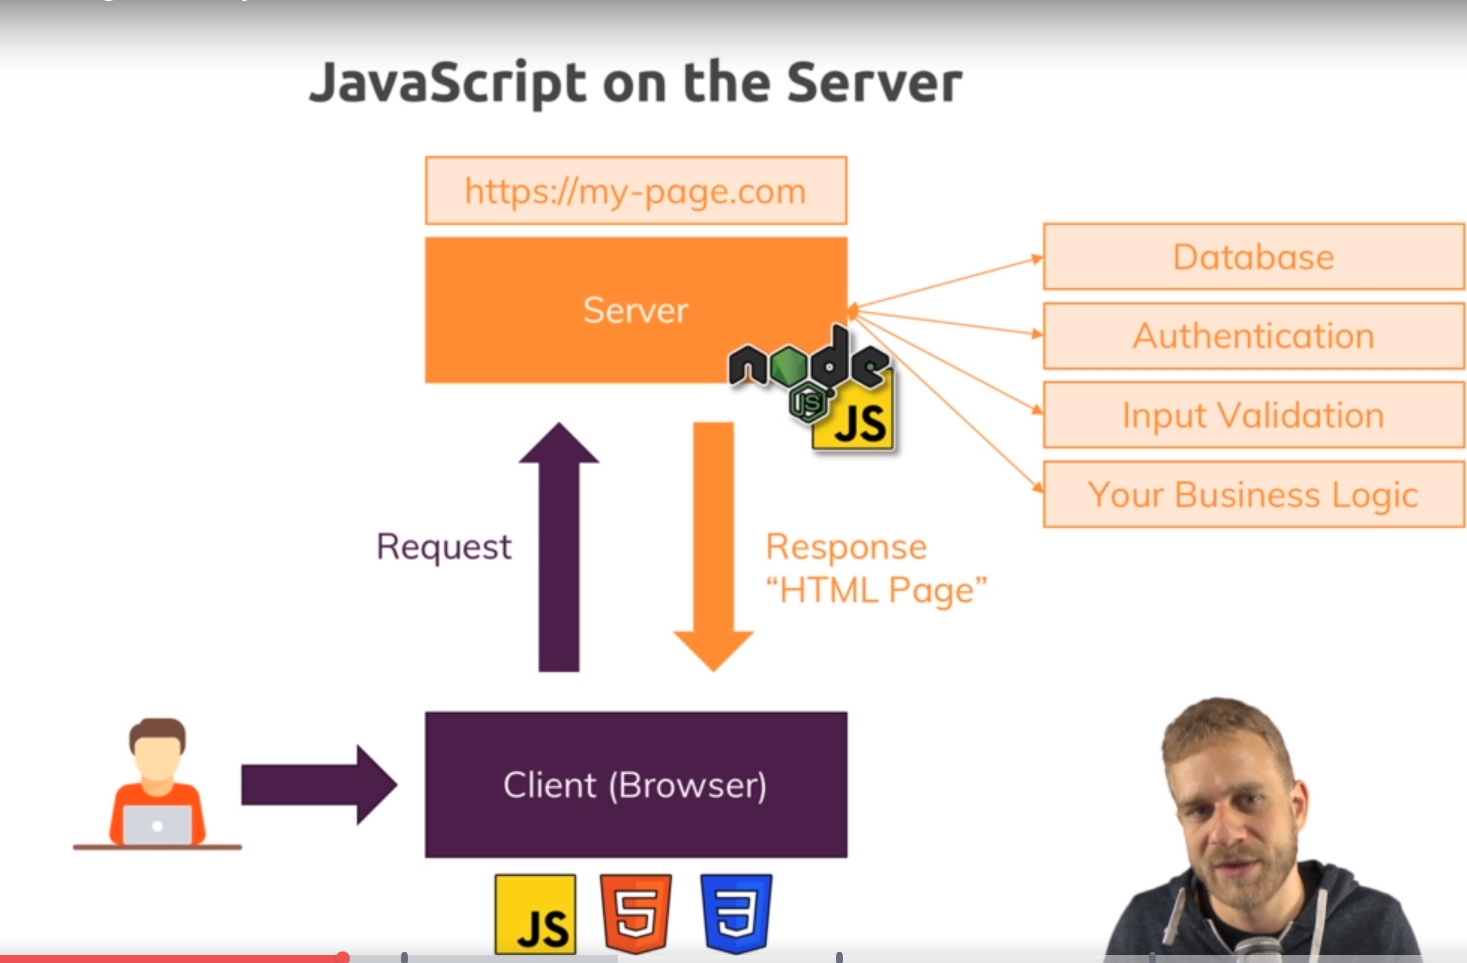 JavaScript on the Server
https://my-page.com
Server
node
JS
JS
Database
Authentication
Input Validation
Your Business Logic
Request
Response
“HTML Page”
Client (Browser)
JS
5
3